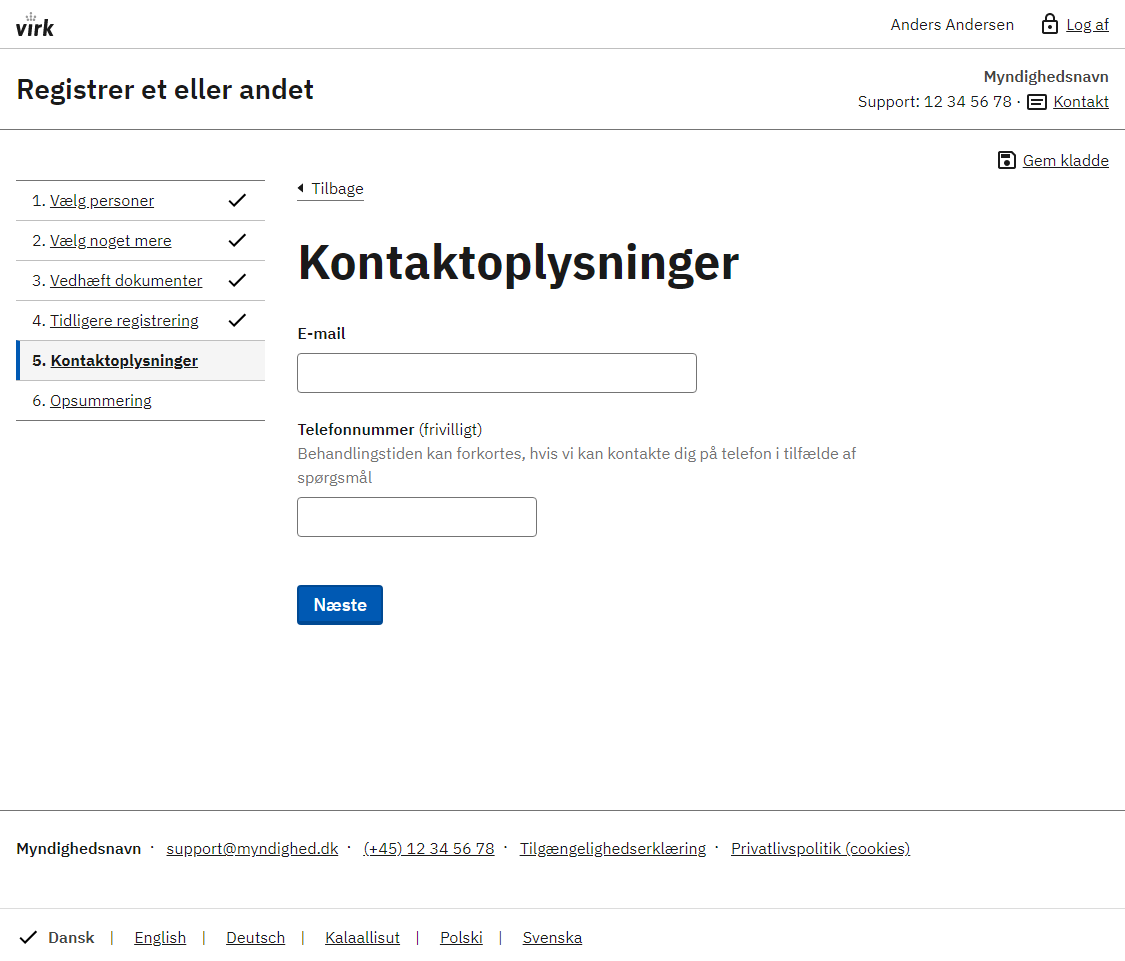 virk
Anders Andersen Log af
Registrer et eller andet
Myndighedsnavn
Support: 12 34 56 78 · Kontakt
Gem kladde
1. Vælg personer
2. Vælg noget mere
3. Vedhæft dokumenter
4. Tidligere registrering
5. Kontaktoplysninger
6. Opsummering
Tilbage
Kontaktoplysninger
E-mail
Telefonnummer (frivilligt)
Behandlingstiden kan forkortes, hvis vi kan kontakte dig på telefon i tilfælde af
spørgsmål
Næste
Myndighedsnavn · support@myndighed.dk · (+45) 12 34 56 78 · Tilgængelighedserklæring · Privatlivspolitik (cookies)
Dansk | English | Deutsch | Kalaallisut | Polski | Svenska